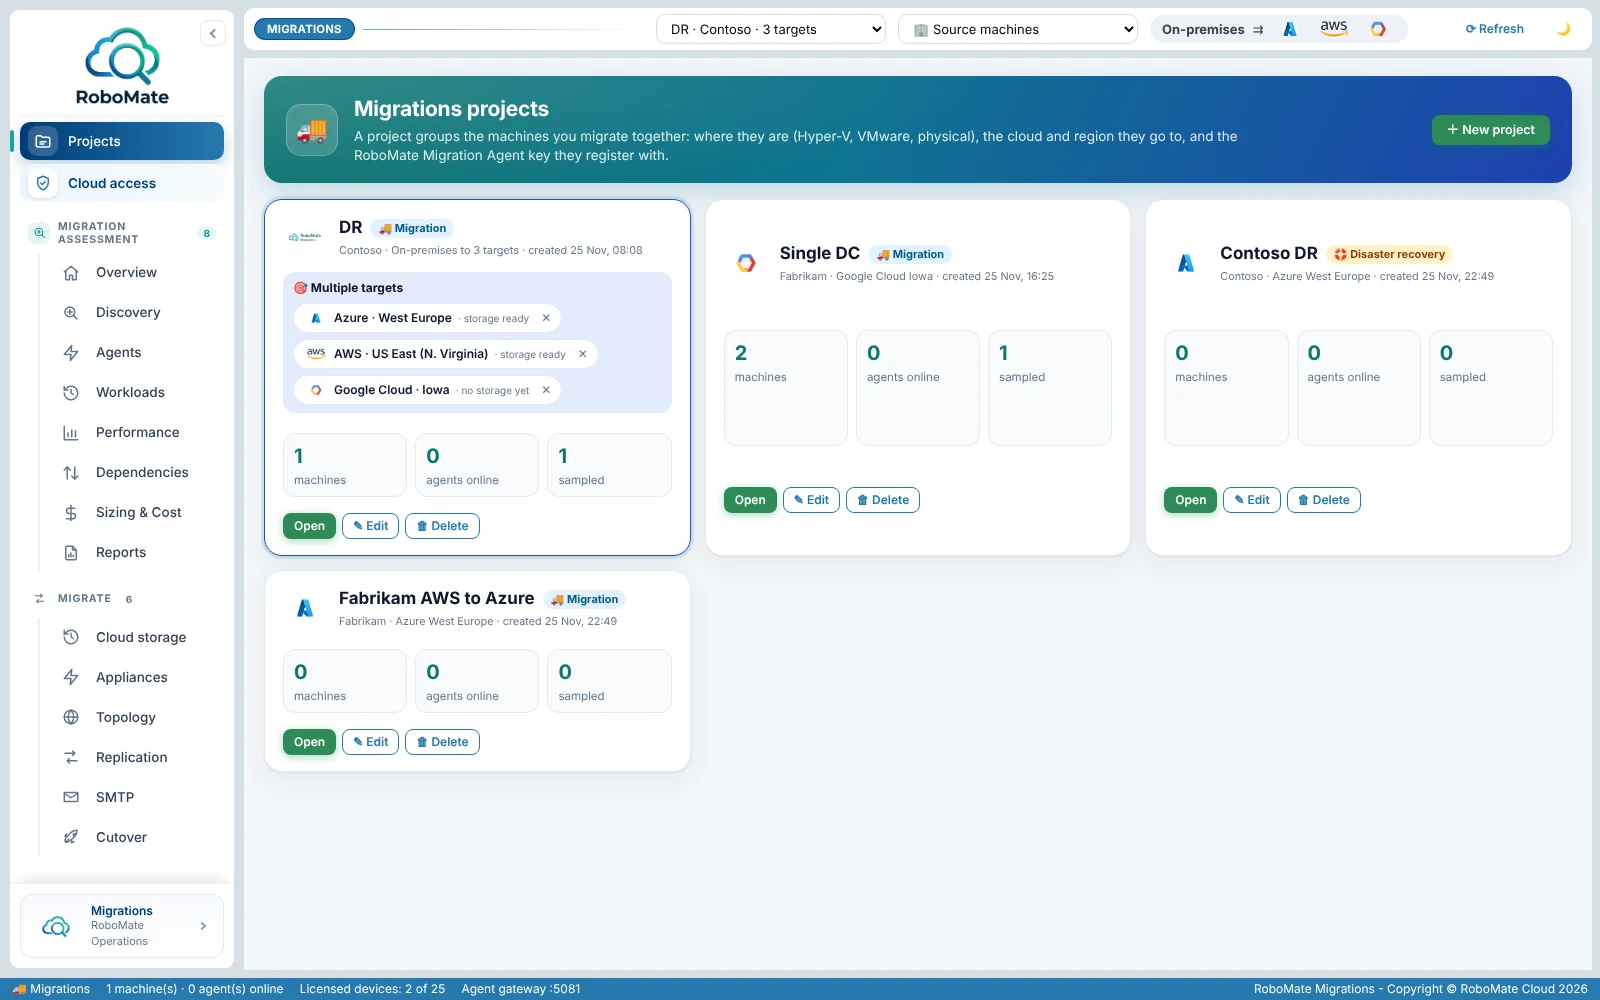 RoboMate
Projects
Cloud access
MIGRATION
ASSESSMENT
8
Overview
Discovery
Agents
Workloads
Performance
Dependencies
Sizing & Cost
Reports
MIGRATE 6
Cloud storage
Appliances
Topology
Replication
SMTP
Cutover
Migrations
RoboMate
Operations
MIGRATIONS
DR · Contoso · 3 targets
Source machines
On-premises
aws
Refresh
Migrations projects
A project groups the machines you migrate together: where they are (Hyper-V, VMware, physical), the cloud and region they go to, and the
RoboMate Migration Agent key they register with.
+ New project
DR Migration
Contoso · On-premises to 3 targets · created 25 Nov, 08:08
Multiple targets
Azure · West Europe · storage ready ×
aws AWS · US East (N. Virginia) · storage ready ×
Google Cloud · Iowa · no storage yet ×
1 machines
0 agents online
1 sampled
Open Edit Delete
Single DC Migration
Fabrikam · Google Cloud Iowa · created 25 Nov, 16:25
2 machines
0 agents online
1 sampled
Open Edit Delete
Contoso DR Disaster recovery
Contoso · Azure West Europe · created 25 Nov, 22:49
0 machines
0 agents online
0 sampled
Open Edit Delete
Fabrikam AWS to Azure Migration
Fabrikam · Azure West Europe · created 25 Nov, 22:49
0 machines
0 agents online
0 sampled
Open Edit Delete
Migrations 1 machine(s) · 0 agent(s) online Licensed devices: 2 of 25 Agent gateway :5081
RoboMate Migrations - Copyright © RoboMate Cloud 2026